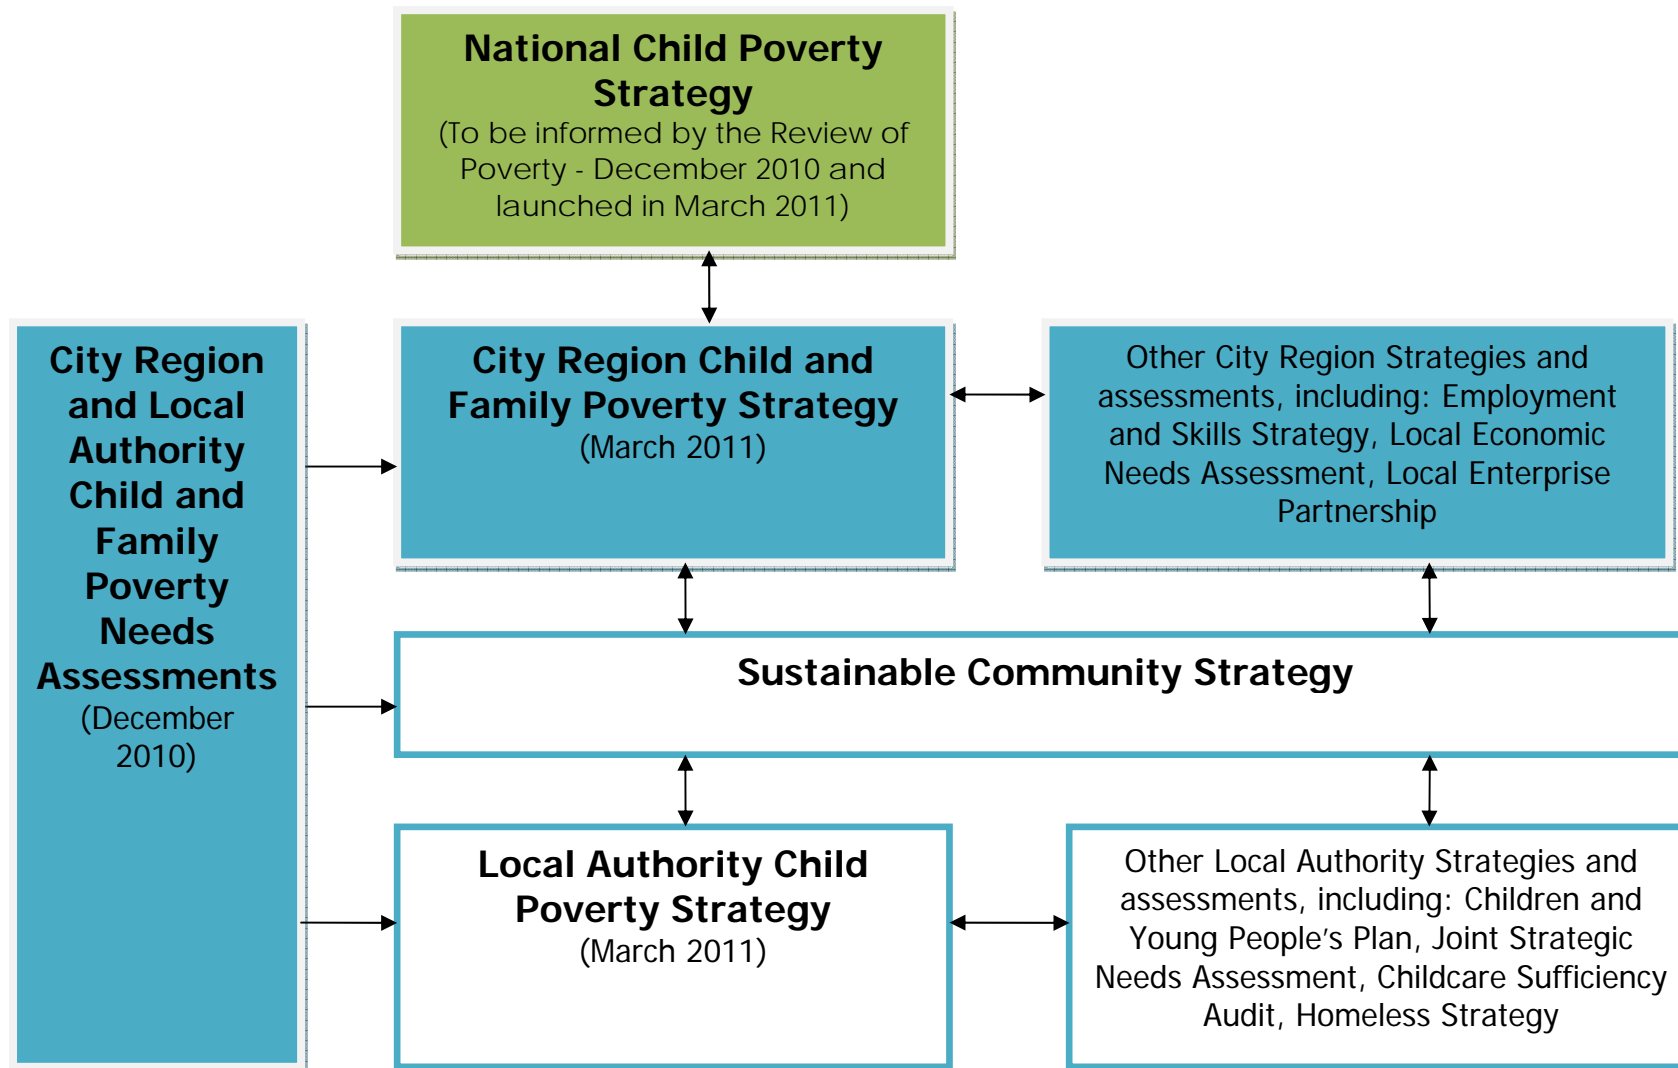 National Child Poverty
Strategy
(To be informed by the Review of
Poverty - December 2010 and
launched in March 2011)
City Region
and Local
Authority
Child and
Family
Poverty
Needs
Assessments
(December
2010)
City Region Child and
Family Poverty Strategy
(March 2011)
Other City Region Strategies and
assessments, including: Employment
and Skills Strategy, Local Economic
Needs Assessment, Local Enterprise
Partnership
Sustainable Community Strategy
Local Authority Child
Poverty Strategy
(March 2011)
Other Local Authority Strategies and
assessments, including: Children and
Young People's Plan, Joint Strategic
Needs Assessment, Childcare Sufficiency
Audit, Homeless Strategy